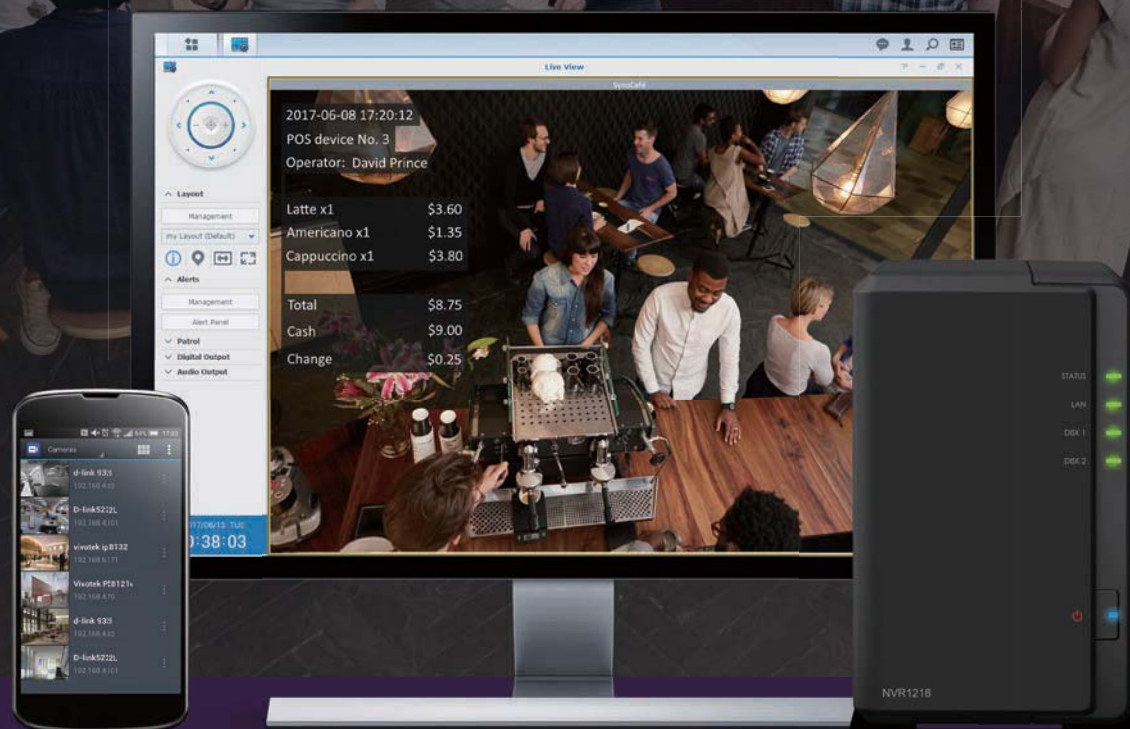 Live View
SynoCafé
2017-06-08 17:20:12
POS device No. 3
Operator: David Prince
Latte x1 $3.60
Americano x1 $1.35
Cappuccino x1 $3.80
Total $8.75
Cash $9.00
Change $0.25
Layout
Management
my Layout (Default)
Alerts
Management
Alert Panel
Patrol
Digital Output
Audio Output
:38:03
Cameras
d-link 933
D-link5222L
vivotek ip8132
d-link 933
D-link5222L
STATUS
LAN
DISK 1
DISK 2
NVR1218